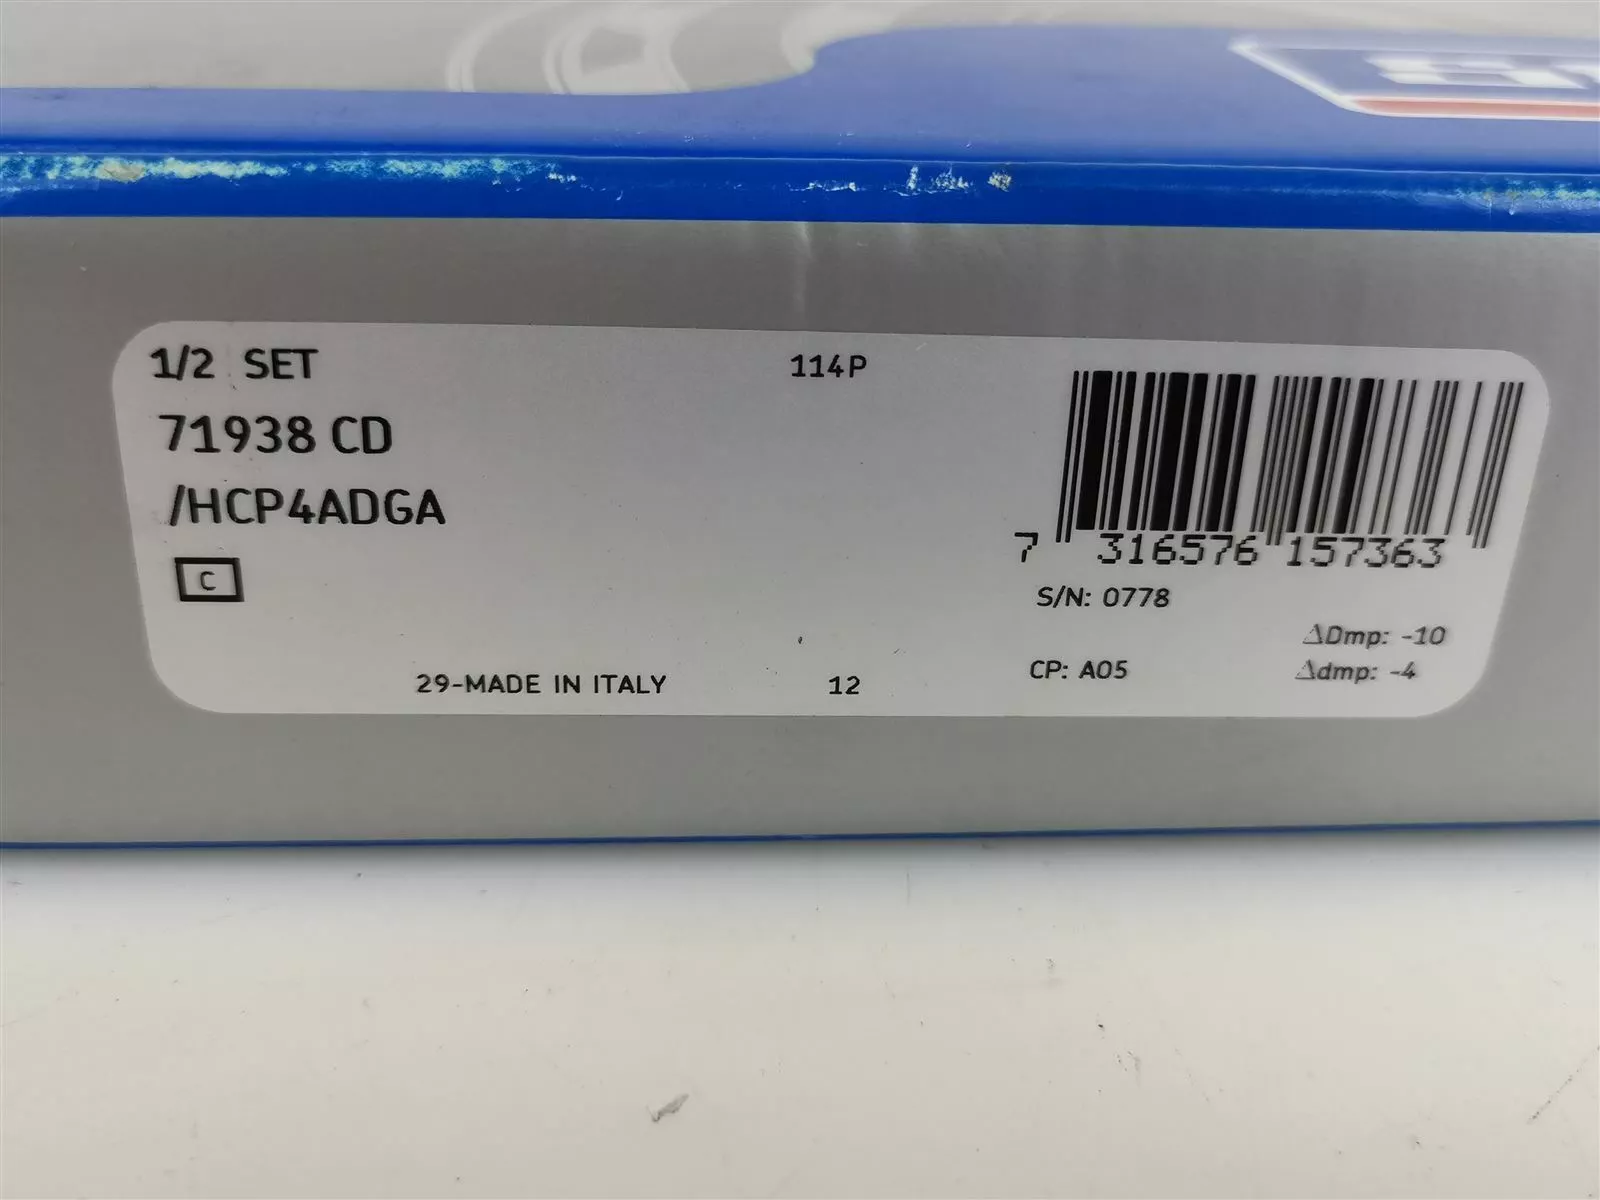 1/2 SET
114P
71938 CD
/HCP4ADGA
C
7 316576 157363
S/N: 0778
ΔDmp: -10
CP: A05
Δdmp: -4
29-MADE IN ITALY
12